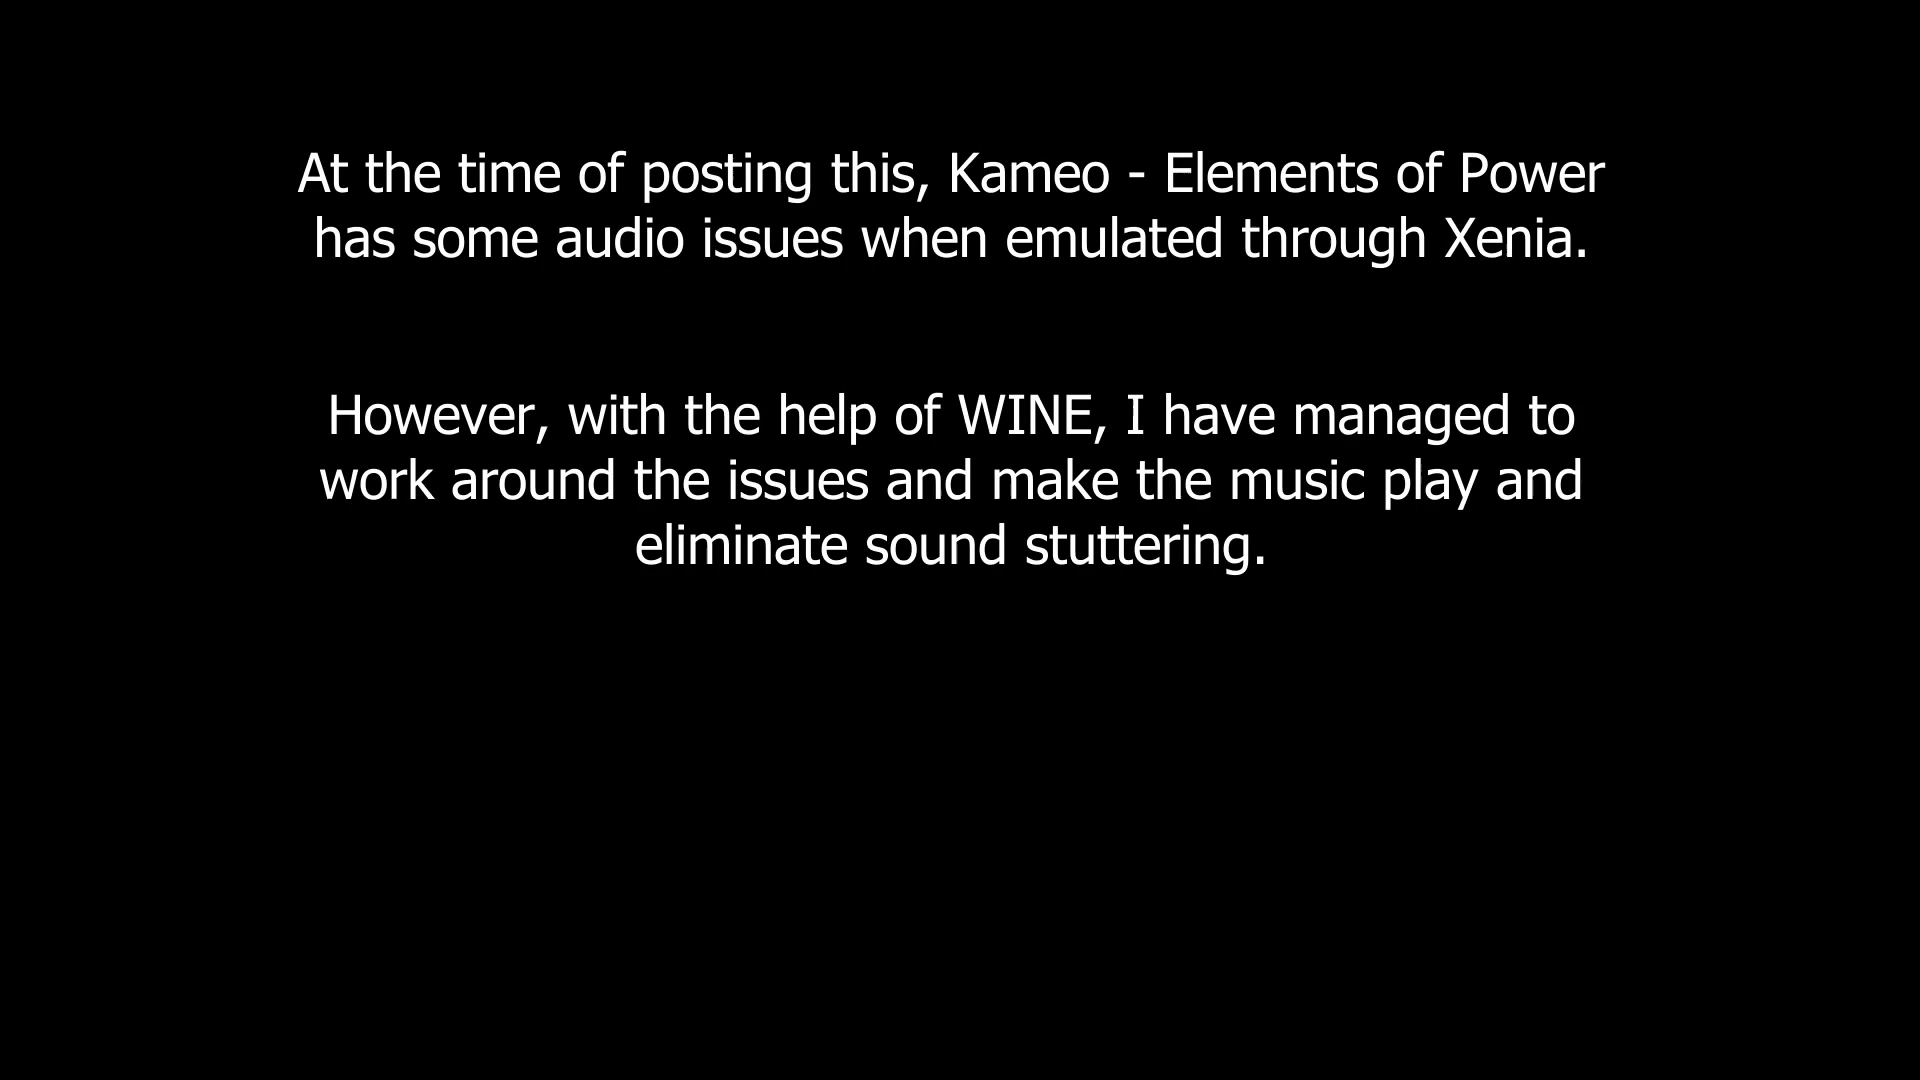 At the time of posting this, Kameo - Elements of Power
has some audio issues when emulated through Xenia.
However, with the help of WINE, I have managed to
work around the issues and make the music play and
eliminate sound stuttering.